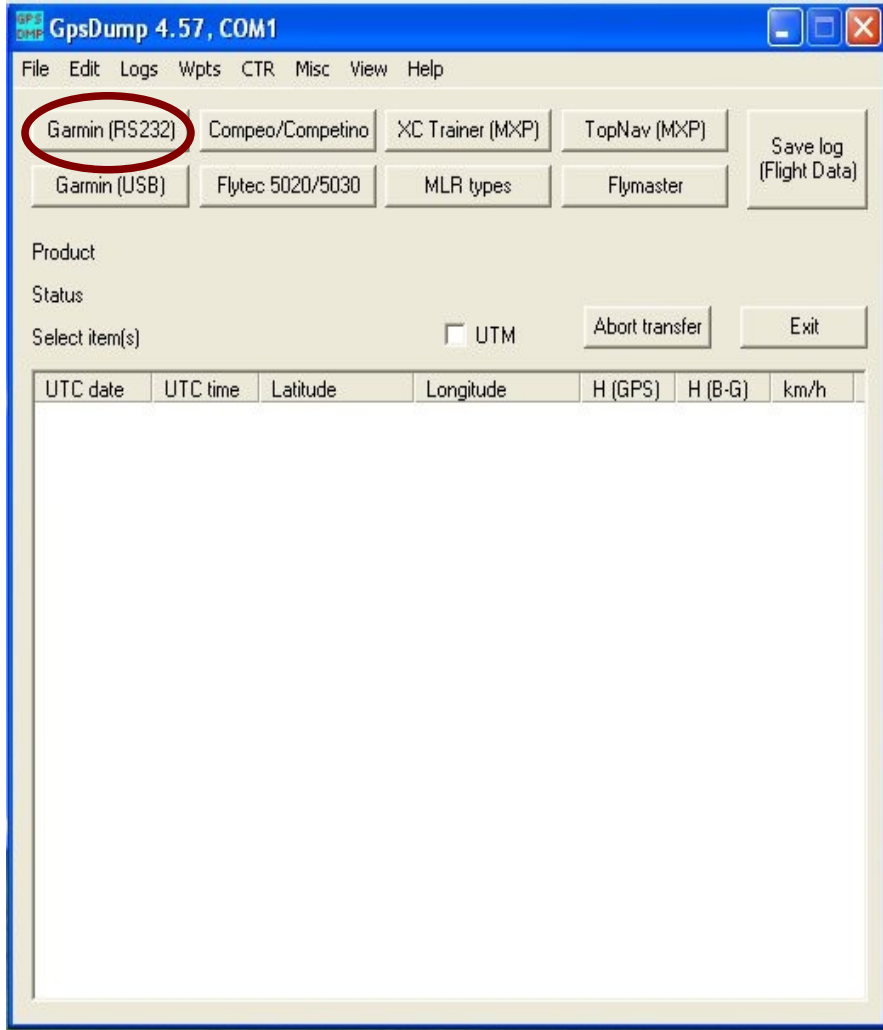 GPS DMP GpsDump 4.57, COM1
File Edit Logs Wpts CTR Misc View Help
Garmin (RS232) Compeo/Competino XC Trainer (MXP) TopNav (MXP) Save log (Flight Data)
Garmin (USB) Flytec 5020/5030 MLR types Flymaster
Product
Status
Select item(s) UTM Abort transfer Exit
UTC date UTC time Latitude Longitude H (GPS) H (B-G) km/h